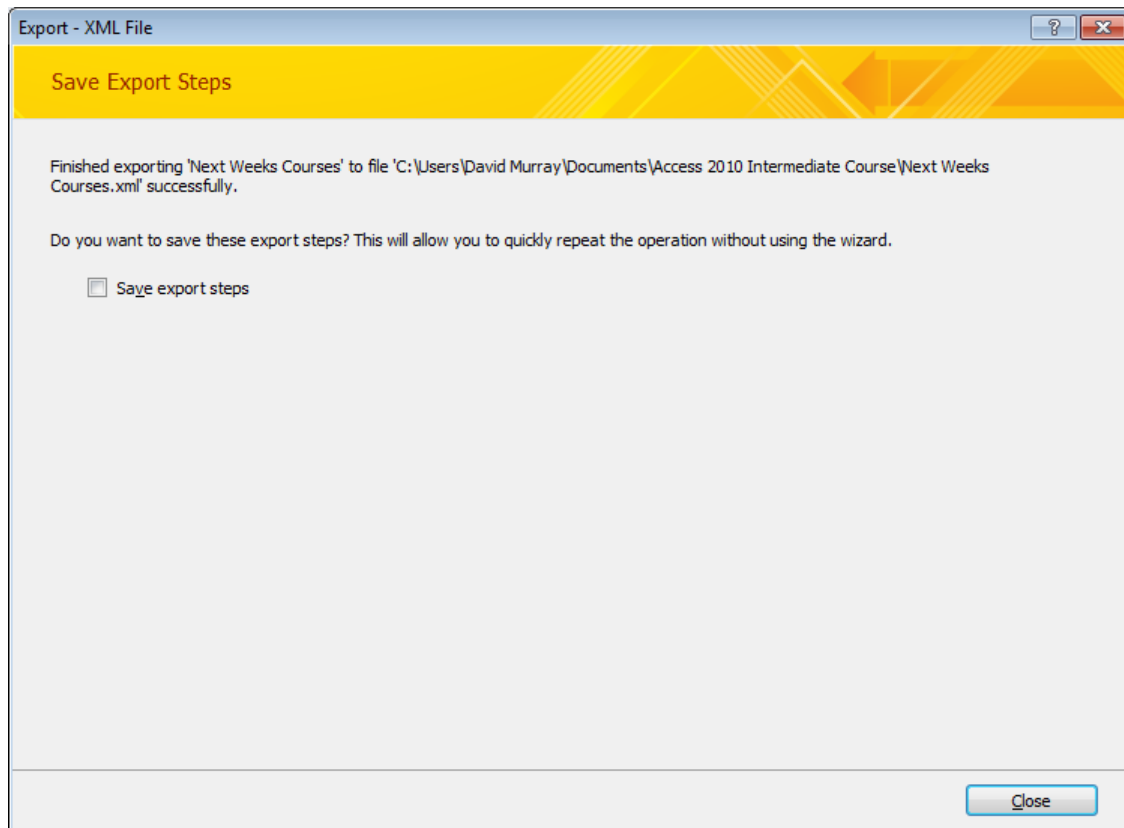 Export - XML File
Save Export Steps
Finished exporting 'Next Weeks Courses' to file 'C:\Users\David Murray\Documents\Access 2010 Intermediate Course\Next Weeks
Courses.xml' successfully.
Do you want to save these export steps? This will allow you to quickly repeat the operation without using the wizard.
Save export steps
Close